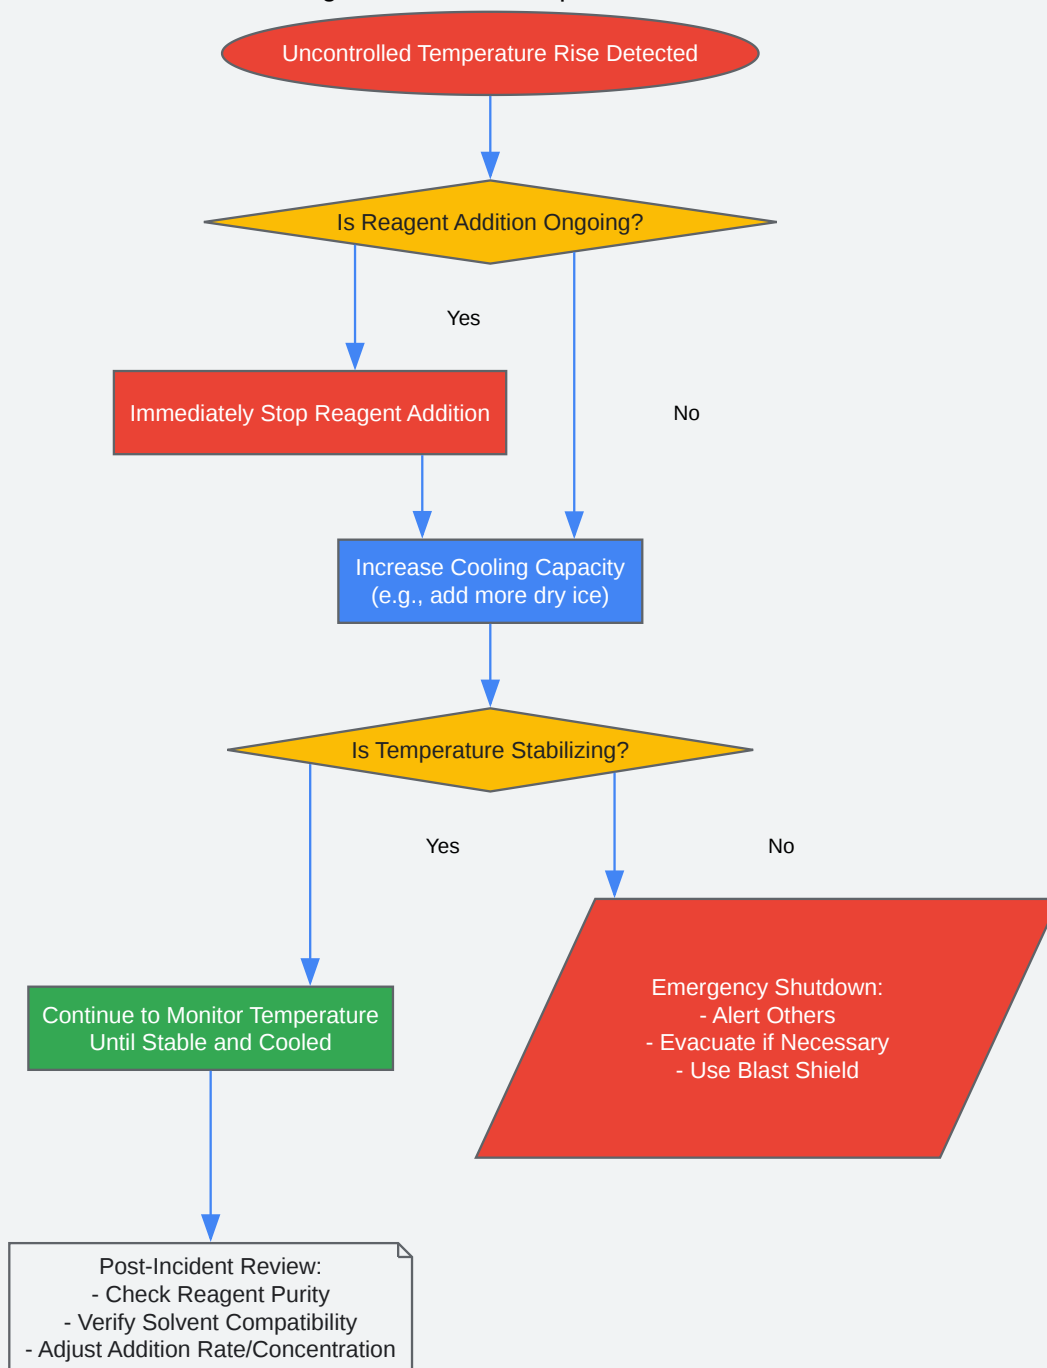 Uncontrolled Temperature Rise Detected
Is Reagent Addition Ongoing?
Yes
Immediately Stop Reagent Addition
No
Increase Cooling Capacity
(e.g., add more dry ice)
Is Temperature Stabilizing?
Yes
No
Emergency Shutdown:
- Alert Others
- Evacuate if Necessary
- Use Blast Shield
Continue to Monitor Temperature
Until Stable and Cooled
Post-Incident Review:
- Check Reagent Purity
- Verify Solvent Compatibility
- Adjust Addition Rate/Concentration